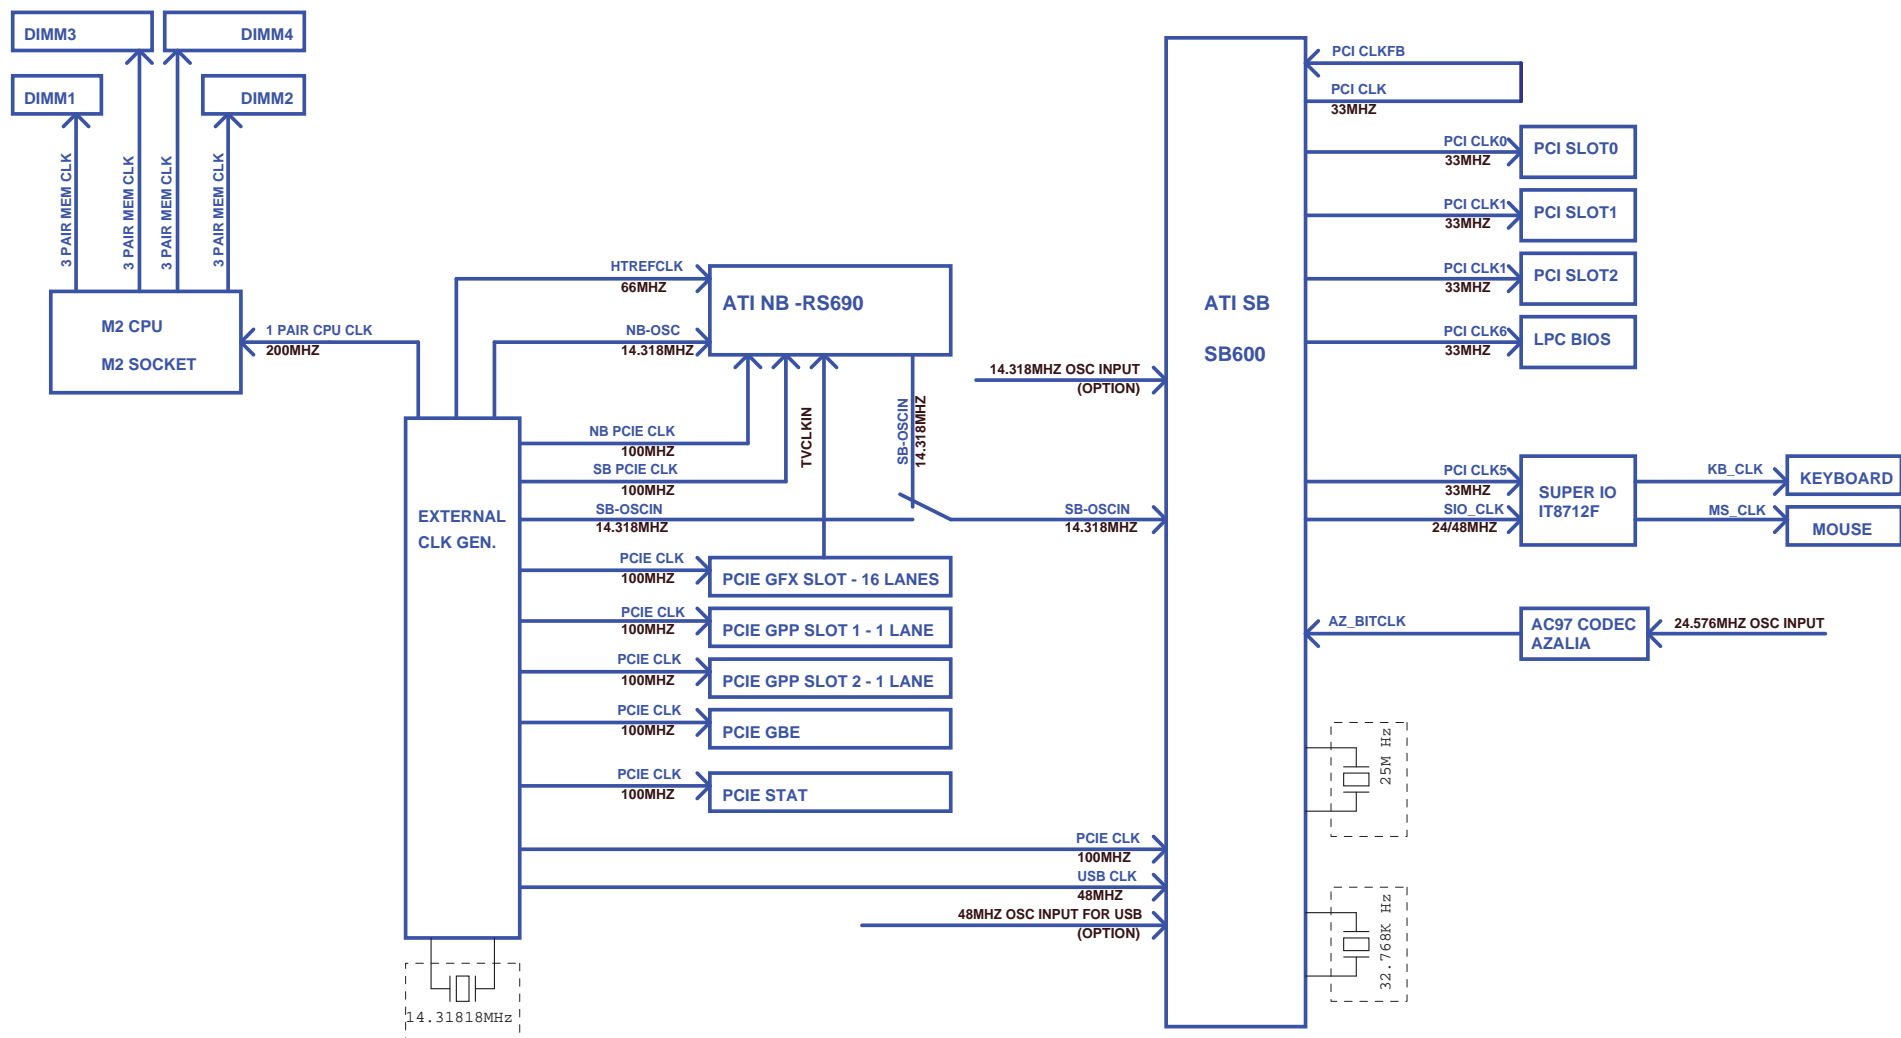 DIMM3
DIMM4
DIMM1
DIMM2
3 PAIR MEM CLK
3 PAIR MEM CLK
3 PAIR MEM CLK
3 PAIR MEM CLK
M2 CPU
M2 SOCKET
1 PAIR CPU CLK
200MHZ
HTREFCLK
66MHZ
NB-OSC
14.318MHZ
ATI NB -RS690
EXTERNAL
CLK GEN.
NB PCIE CLK
100MHZ
SB PCIE CLK
100MHZ
SB-OSCIN
14.318MHZ
TVCLKIN
SB-OSCIN
14.318MHZ
PCIE CLK
100MHZ
PCIE GFX SLOT - 16 LANES
PCIE CLK
100MHZ
PCIE GPP SLOT 1 - 1 LANE
PCIE CLK
100MHZ
PCIE GPP SLOT 2 - 1 LANE
PCIE CLK
100MHZ
PCIE GBE
PCIE CLK
100MHZ
PCIE STAT
14.31818MHz
14.318MHZ OSC INPUT
(OPTION)
SB-OSCIN
14.318MHZ
PCIE CLK
100MHZ
USB CLK
48MHZ
48MHZ OSC INPUT FOR USB
(OPTION)
ATI SB
SB600
PCI CLKFB
PCI CLK
33MHZ
PCI CLK0
33MHZ
PCI SLOT0
PCI CLK1
33MHZ
PCI SLOT1
PCI CLK1
33MHZ
PCI SLOT2
PCI CLK6
33MHZ
LPC BIOS
PCI CLK5
33MHZ
SIO_CLK
24/48MHZ
SUPER IO
IT8712F
KB_CLK
KEYBOARD
MS_CLK
MOUSE
AZ_BITCLK
AC97 CODEC
AZALIA
24.576MHZ OSC INPUT
25M Hz
32.768K Hz